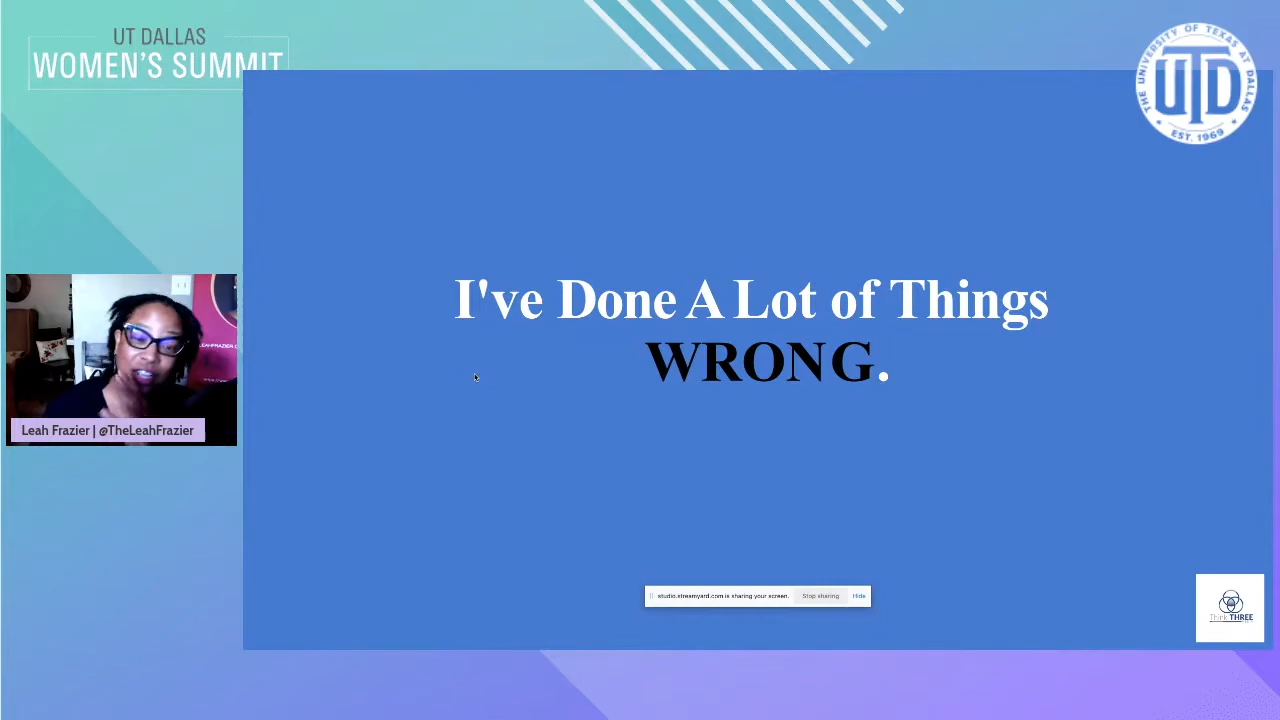 UT DALLAS
WOMEN'S SUMMIT
THE UNIVERSITY OF TEXAS AT DALLAS
UTD
EST. 1969
I've Done A Lot of Things
WRONG.
LEAHFRAZIER.C
Leah Frazier | @TheLeahFrazier
studio.streamyard.com is sharing your screen. Stop sharing Hide
Think THREE